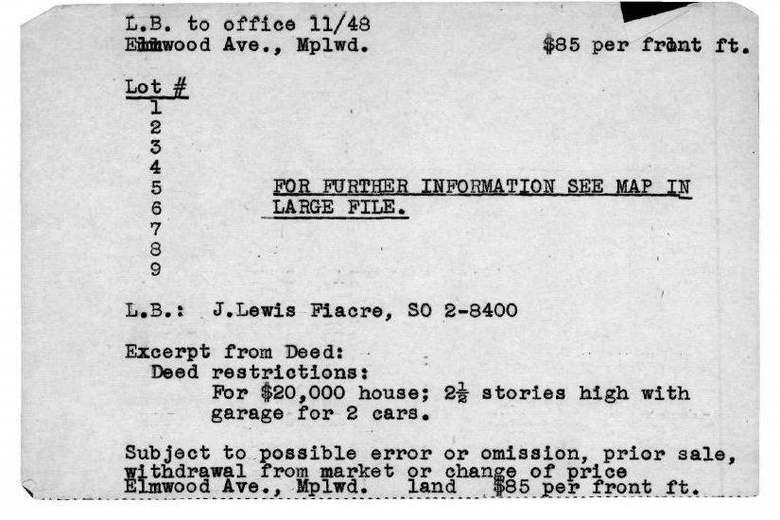 L.B. to office 11/48
Elmwood Ave., Mplwd. $85 per front ft.
Lot #
1
2
3
4
5 FOR FURTHER INFORMATION SEE MAP IN
6 LARGE FILE.
7
8
9
L.B.: J.Lewis Fiacre, SO 2-8400
Excerpt from Deed:
Deed restrictions:
For $20,000 house; 2½ stories high with
garage for 2 cars.
Subject to possible error or omission, prior sale,
withdrawal from market or change of price
Elmwood Ave., Mplwd. land $85 per front ft.